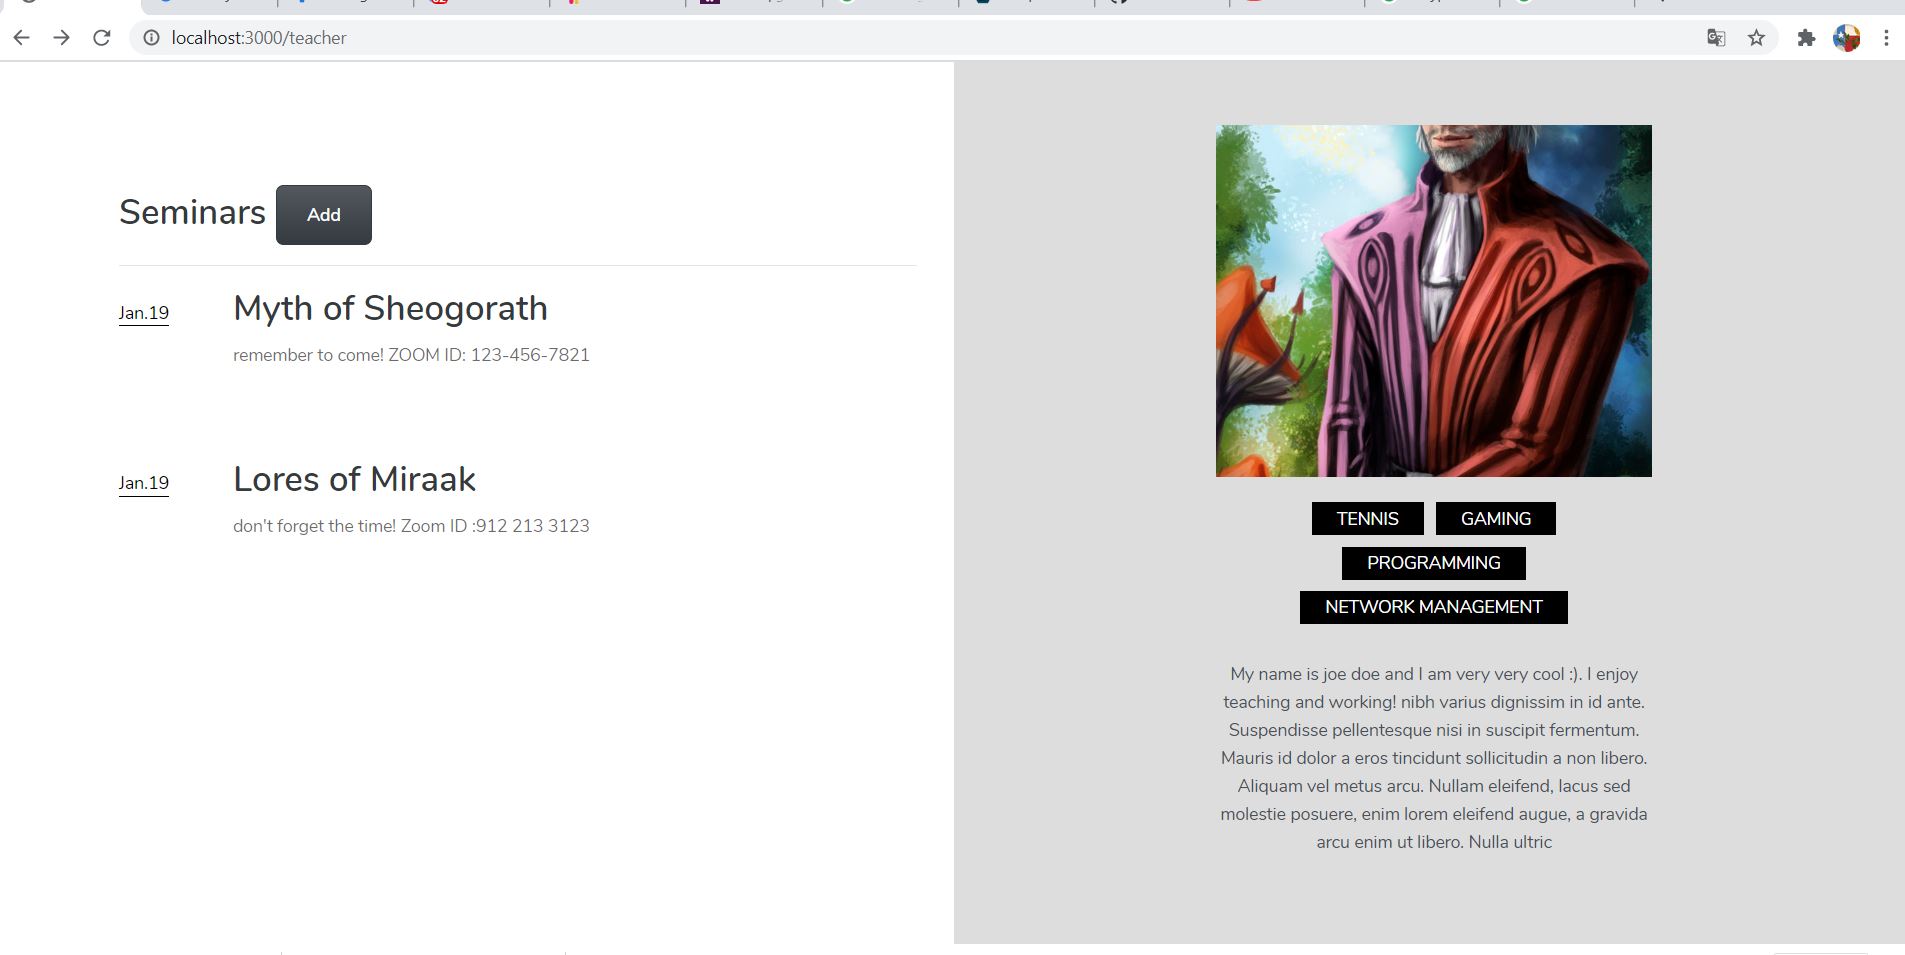 localhost:3000/teacher
Seminars Add
Jan.19 Myth of Sheogorath
remember to come! ZOOM ID: 123-456-7821
Jan.19 Lores of Miraak
don't forget the time! Zoom ID :912 213 3123
TENNIS GAMING
PROGRAMMING
NETWORK MANAGEMENT
My name is joe doe and I am very very cool :). I enjoy
teaching and working! nibh varius dignissim in id ante.
Suspendisse pellentesque nisi in suscipit fermentum.
Mauris id dolor a eros tincidunt sollicitudin a non libero.
Aliquam vel metus arcu. Nullam eleifend, lacus sed
molestie posuere, enim lorem eleifend augue, a gravida
arcu enim ut libero. Nulla ultric